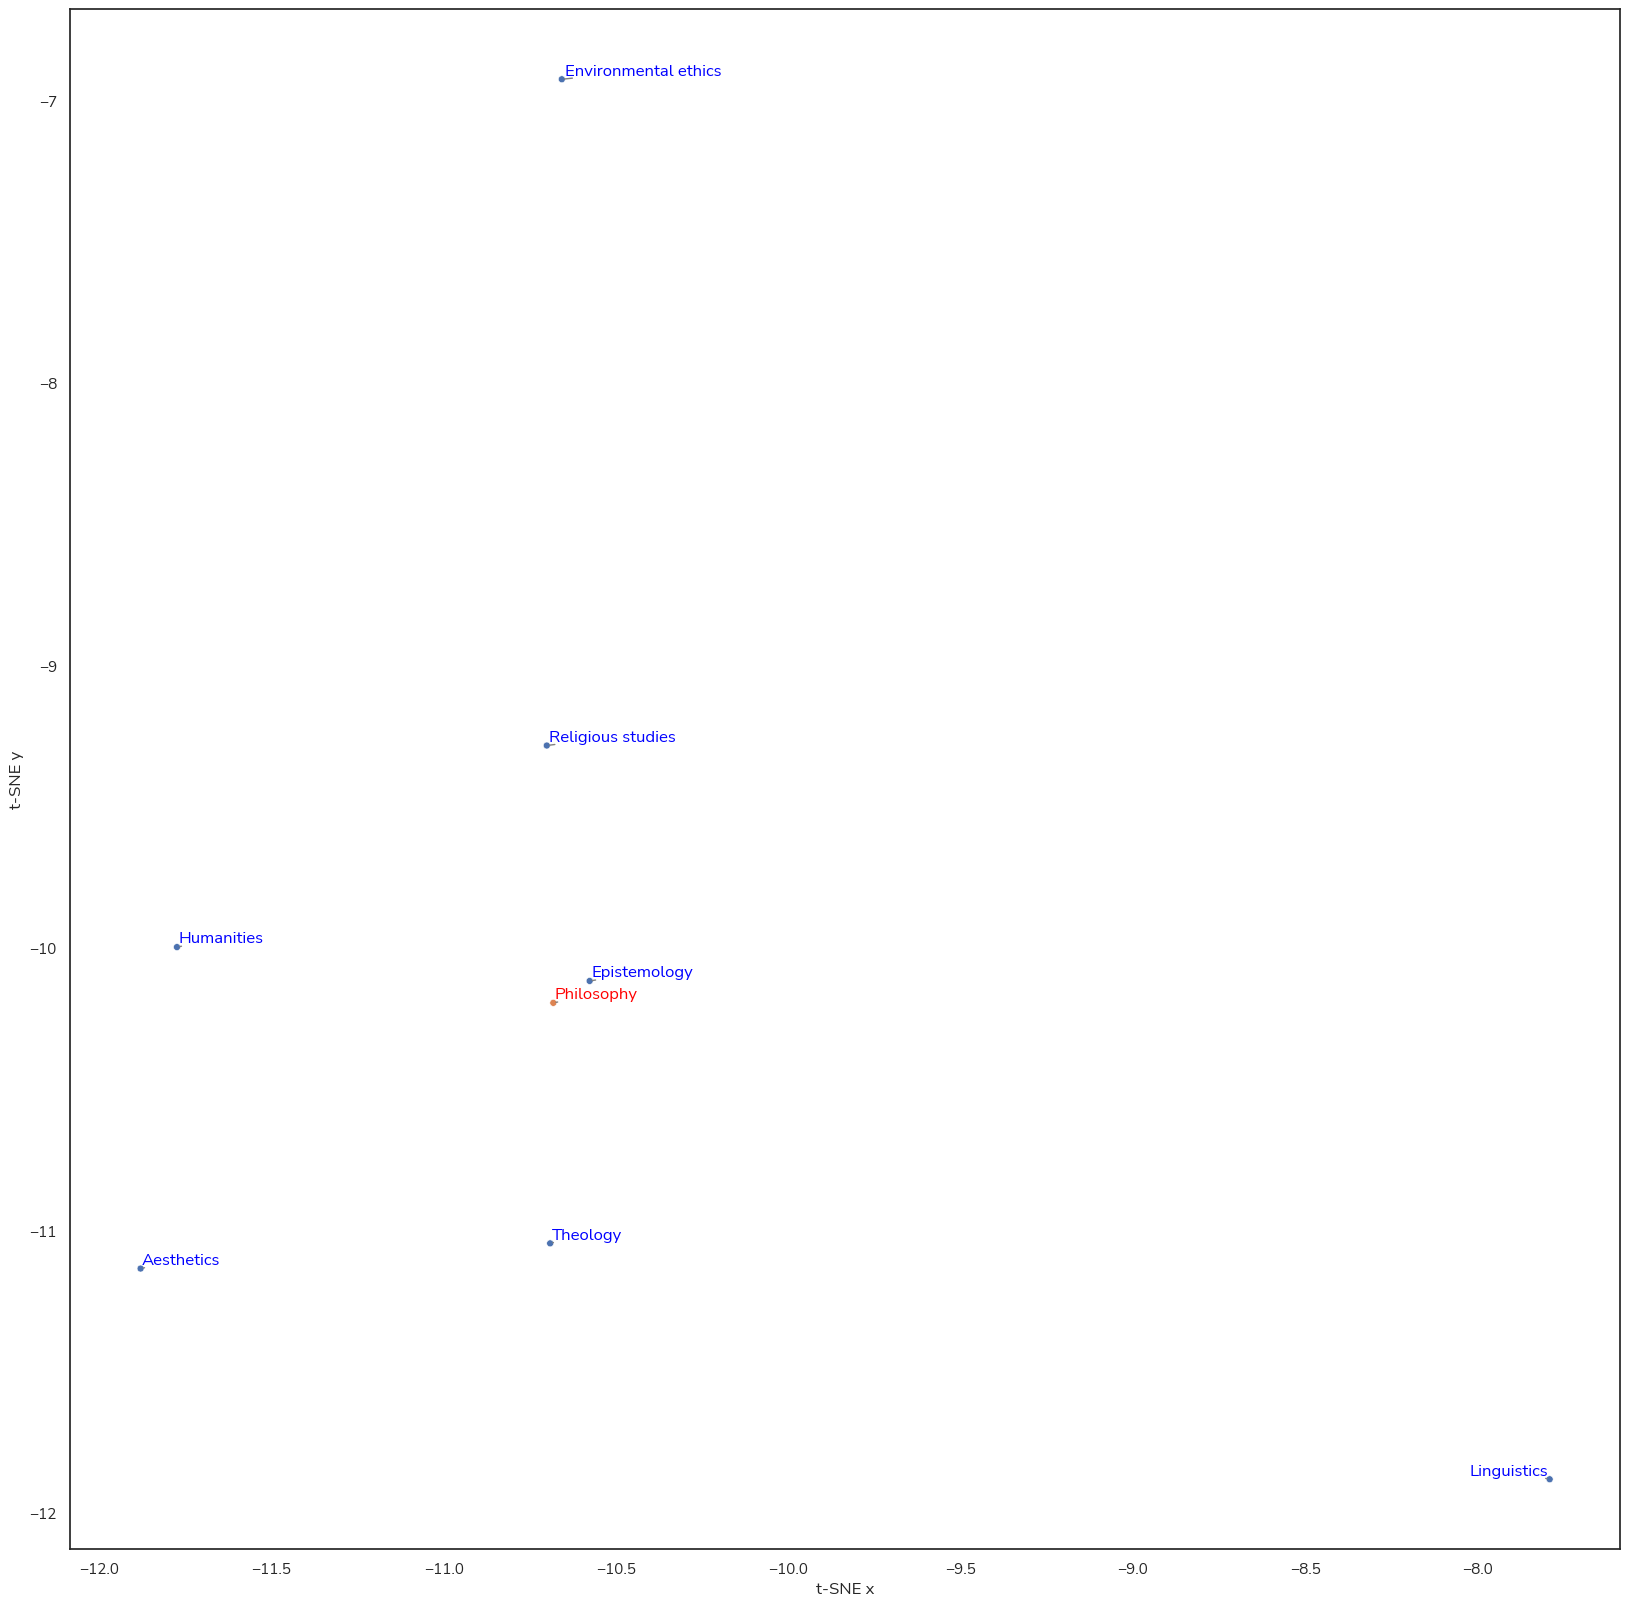 Environmental ethics
−7
−8
−9
Religious studies
t-SNE y
Humanities
−10
Epistemology
Philosophy
−11
Theology
Aesthetics
Linguistics
−12
−12.0 −11.5 −11.0 −10.5 −10.0 −9.5 −9.0 −8.5 −8.0
t-SNE x